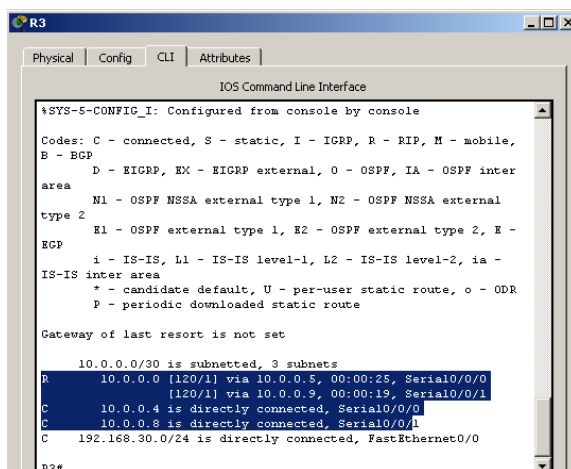 R3
Physical Config CLI Attributes
IOS Command Line Interface
%SYS-5-CONFIG_I: Configured from console by console
Codes: C - connected, S - static, I - IGRP, R - RIP, M - mobile,
B - BGP
D - EIGRP, EX - EIGRP external, O - OSPF, IA - OSPF inter
area
N1 - OSPF NSSA external type 1, N2 - OSPF NSSA external
type 2
E1 - OSPF external type 1, E2 - OSPF external type 2, E -
EGP
i - IS-IS, L1 - IS-IS level-1, L2 - IS-IS level-2, ia -
IS-IS inter area
* - candidate default, U - per-user static route, o - ODR
P - periodic downloaded static route
Gateway of last resort is not set
10.0.0.0/30 is subnetted, 3 subnets
R 10.0.0.0 [120/1] via 10.0.0.5, 00:00:25, Serial0/0/0
[120/1] via 10.0.0.9, 00:00:19, Serial0/0/1
C 10.0.0.4 is directly connected, Serial0/0/0
C 10.0.0.8 is directly connected, Serial0/0/1
C 192.168.30.0/24 is directly connected, FastEthernet0/0
R3#